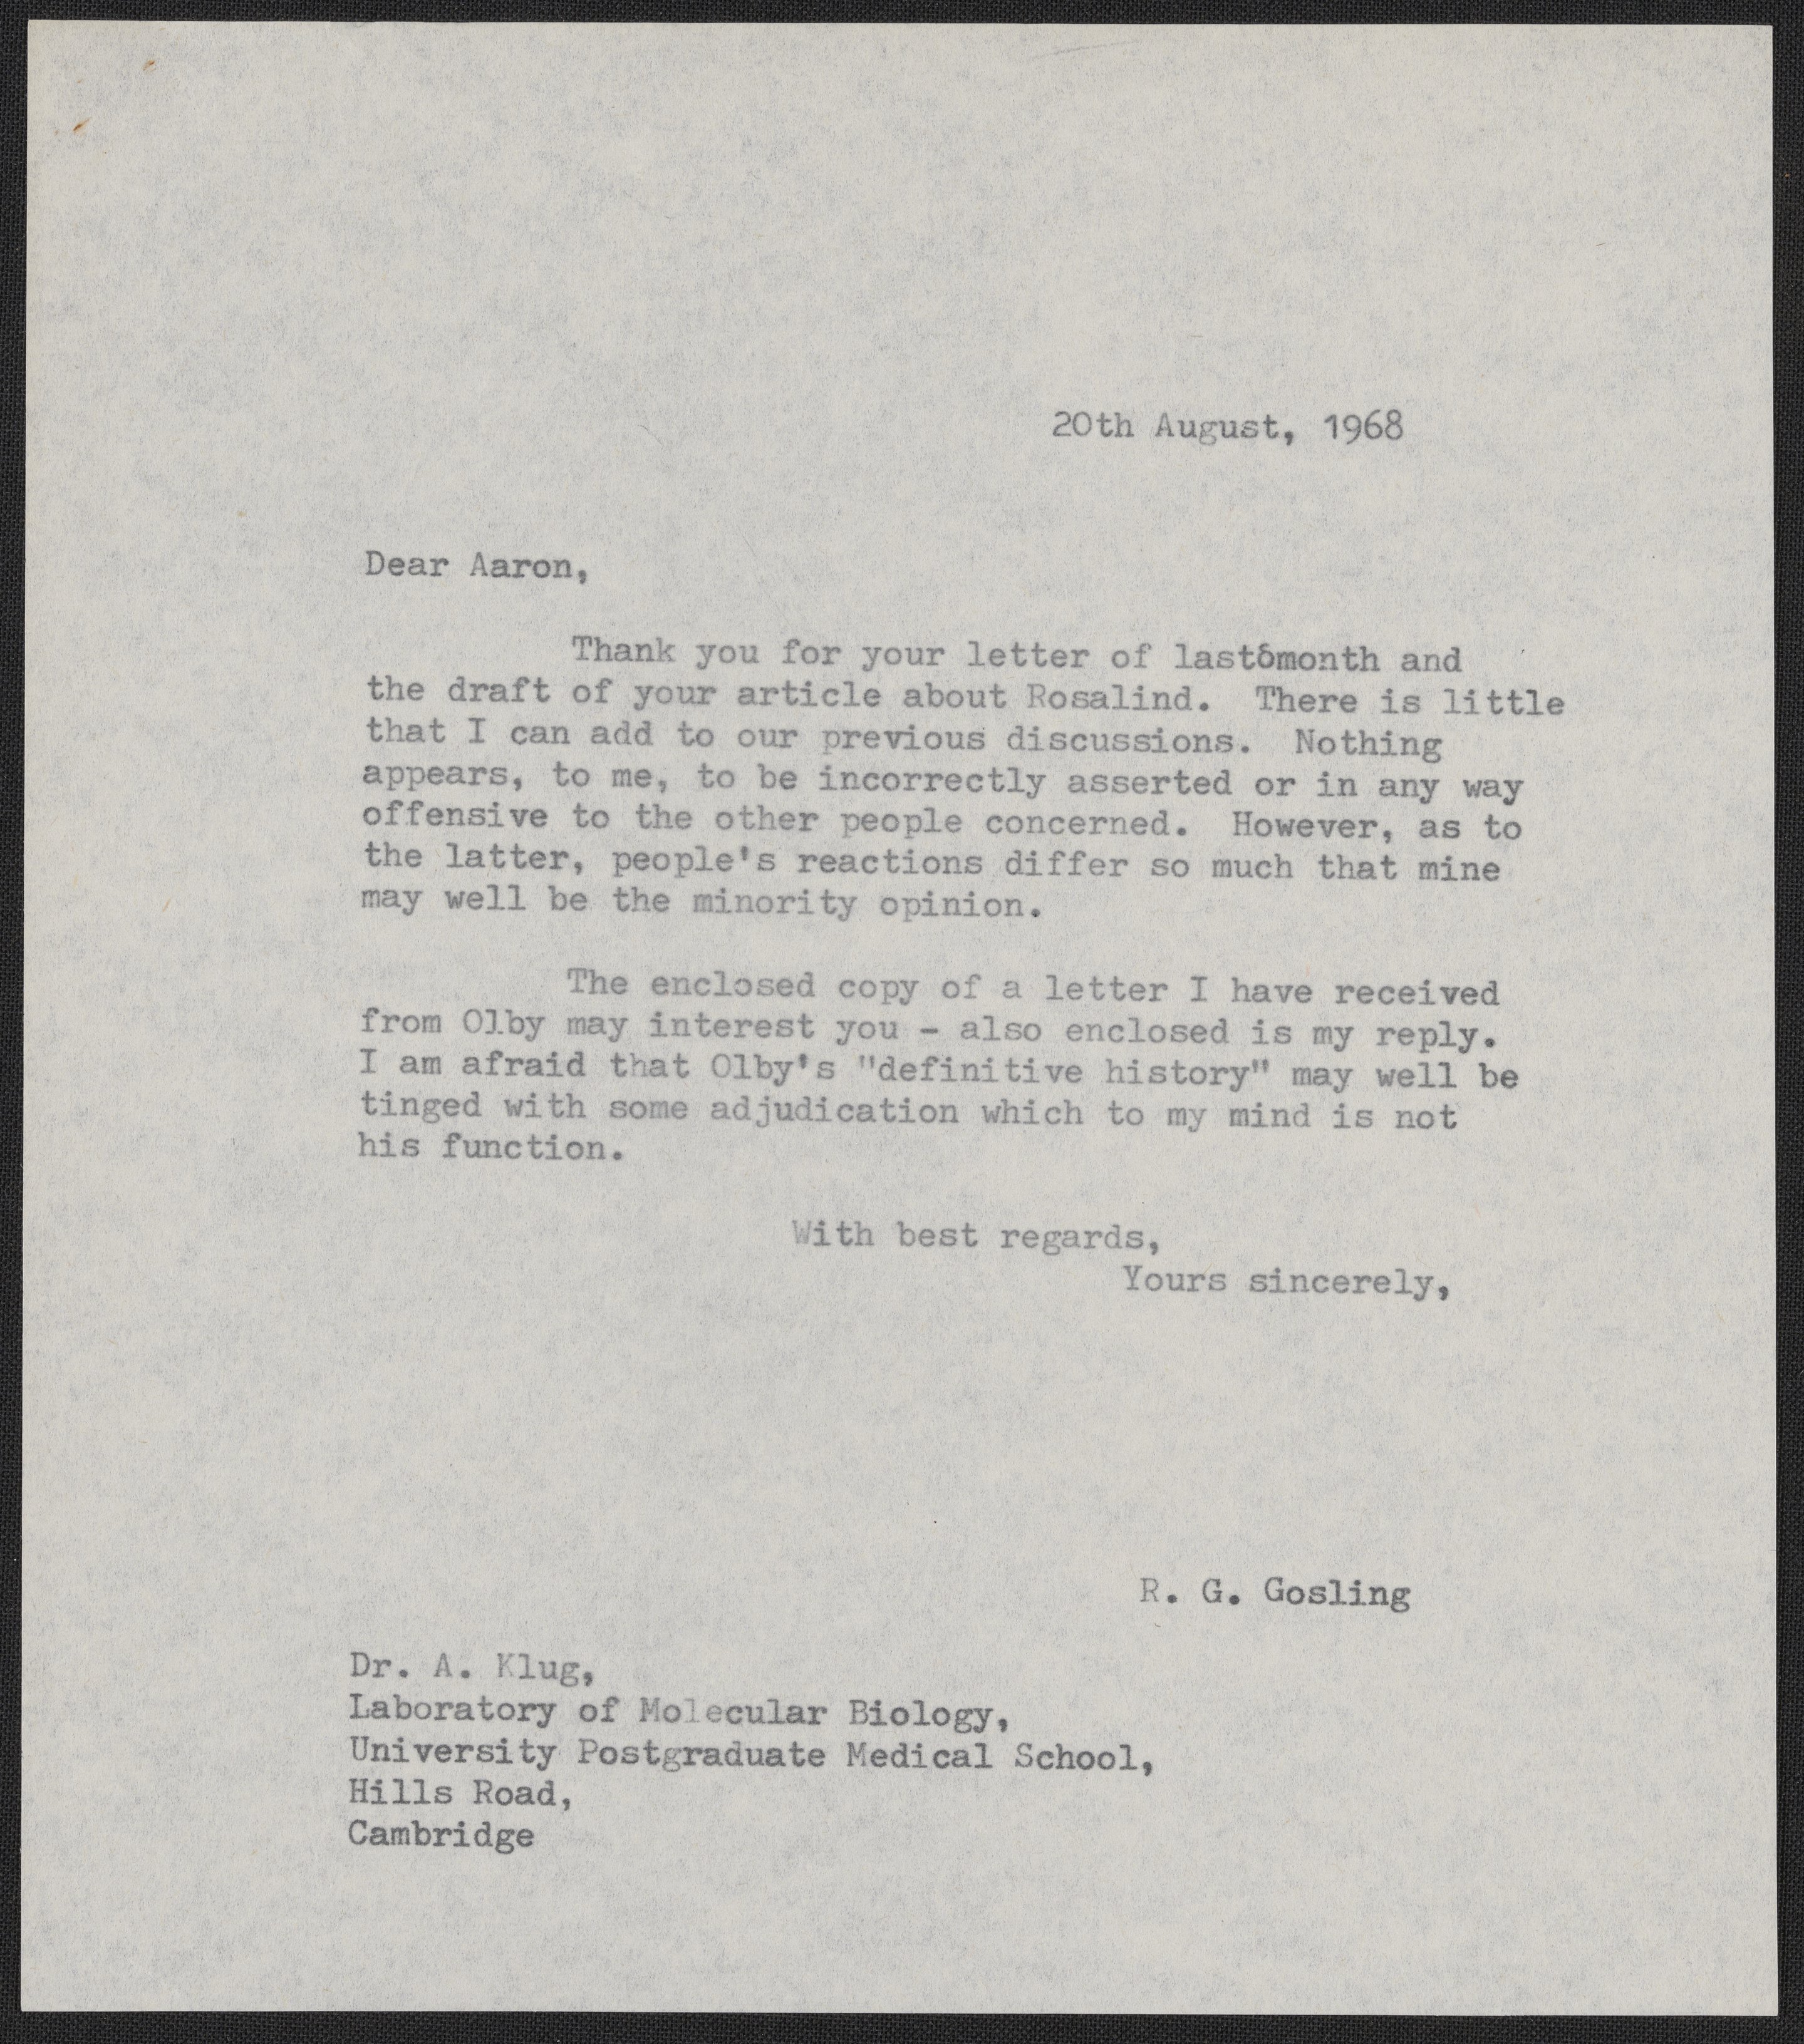 20th August, 1968
Dear Aaron,
Thank you for your letter of last6month and
the draft of your article about Rosalind. There is little
that I can add to our previous discussions. Nothing
appears, to me, to be incorrectly asserted or in any way
offensive to the other people concerned. However, as to
the latter, people's reactions differ so much that mine
may well be the minority opinion.
The enclosed copy of a letter I have received
from Olby may interest you - also enclosed is my reply.
I am afraid that Olby's "definitive history" may well be
tinged with some adjudication which to my mind is not
his function.
With best regards,
Yours sincerely,
R. G. Gosling
Dr. A. Klug,
Laboratory of Molecular Biology,
University Postgraduate Medical School,
Hills Road,
Cambridge